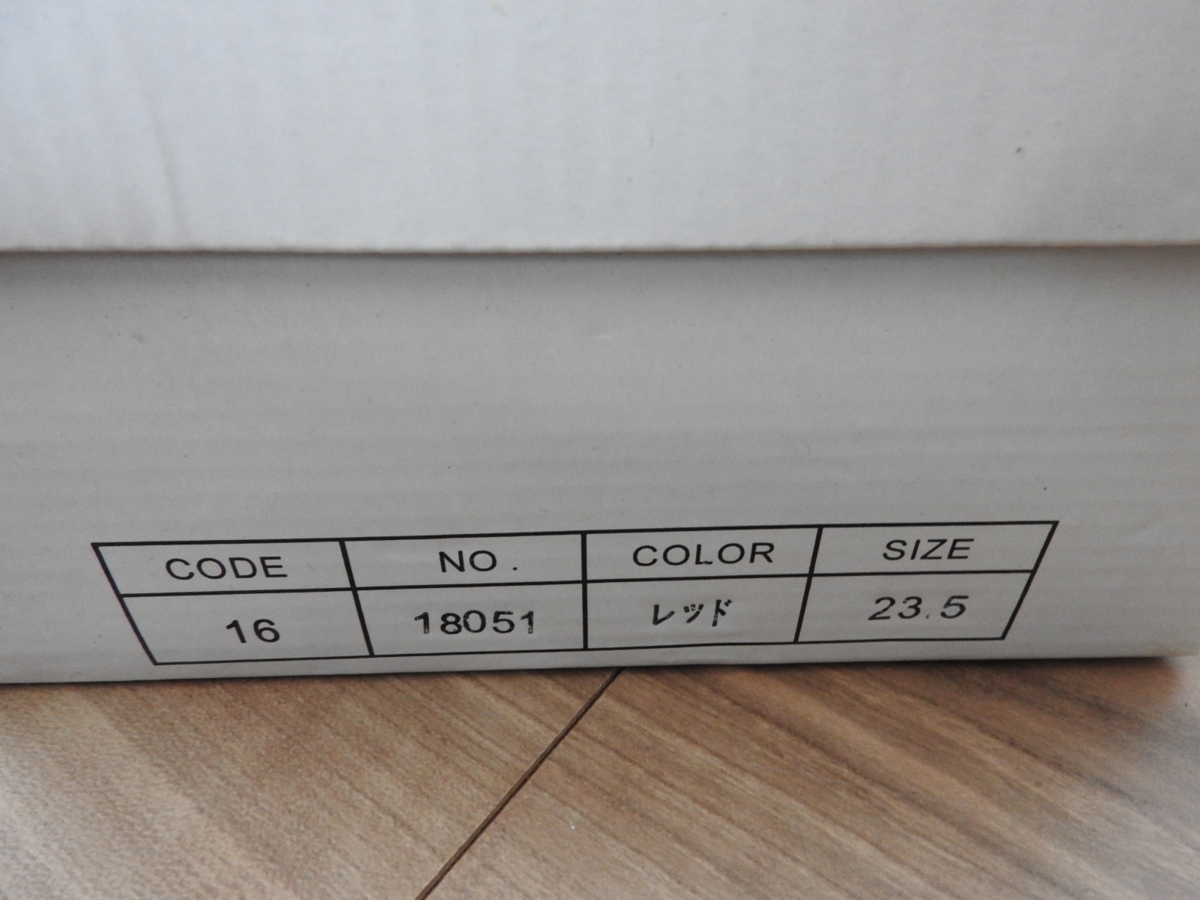 CODE NO. COLOR SIZE
16 18051 レッド 23.5